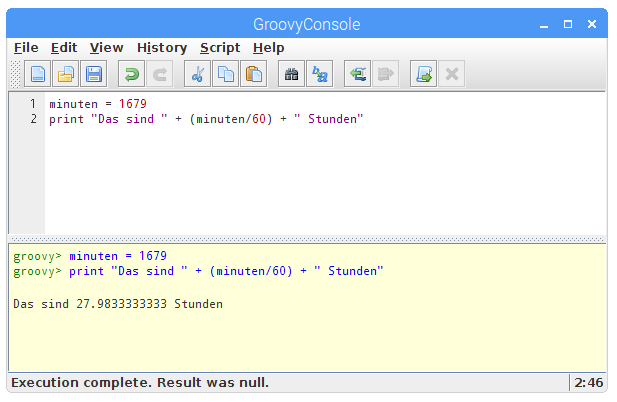 GroovyConsole
File Edit View History Script Help
1 minuten = 1679
2 print "Das sind " + (minuten/60) + " Stunden"
groovy> minuten = 1679
groovy> print "Das sind " + (minuten/60) + " Stunden"
Das sind 27.9833333333 Stunden
Execution complete. Result was null. 2:46